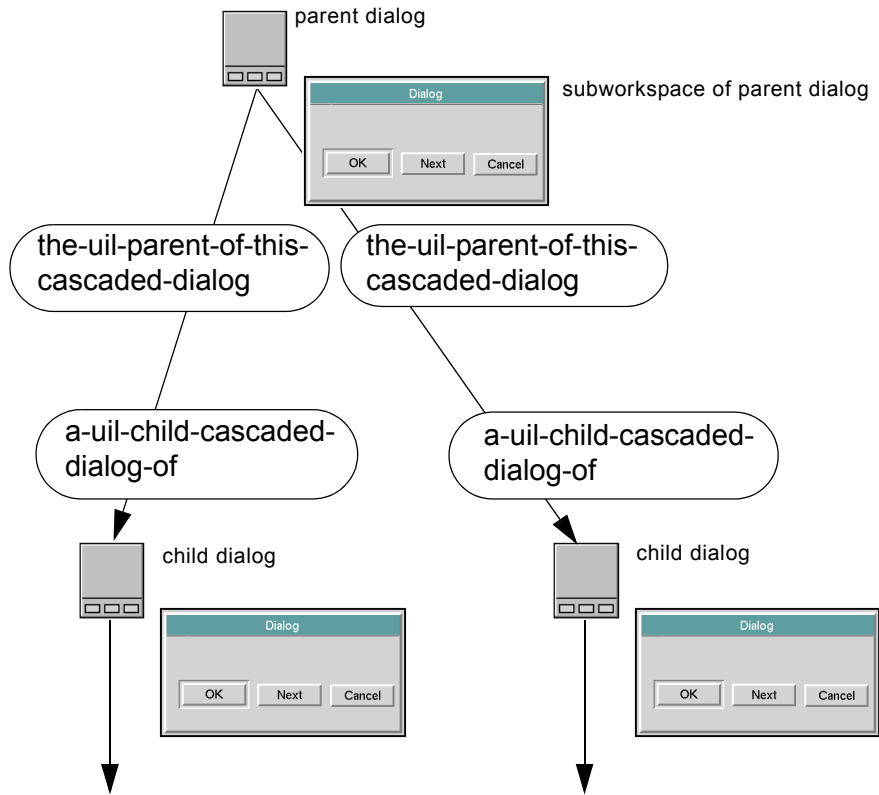 parent dialog
subworkspace of parent dialog
Dialog
OK Next Cancel
the-uil-parent-of-this-
cascaded-dialog
the-uil-parent-of-this-
cascaded-dialog
a-uil-child-cascaded-
dialog-of
a-uil-child-cascaded-
dialog-of
child dialog
Dialog
OK Next Cancel
child dialog
Dialog
OK Next Cancel